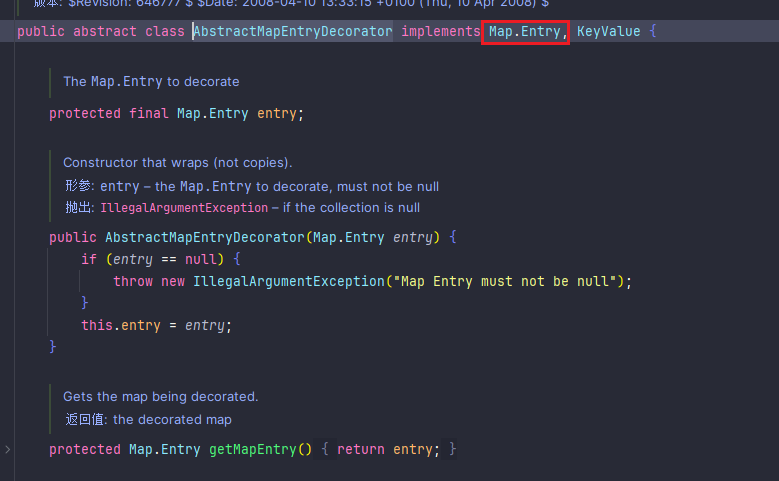 版本: $Revision: 646777 $ $Date: 2008-04-10 13:33:15 +0100 (Thu, 10 Apr 2008) $
public abstract class AbstractMapEntryDecorator implements Map.Entry, KeyValue {
The Map.Entry to decorate
protected final Map.Entry entry;
Constructor that wraps (not copies).
形参: entry – the Map.Entry to decorate, must not be null
抛出: IllegalArgumentException – if the collection is null
public AbstractMapEntryDecorator(Map.Entry entry) {
if (entry == null) {
throw new IllegalArgumentException("Map Entry must not be null");
}
this.entry = entry;
}
Gets the map being decorated.
返回值: the decorated map
protected Map.Entry getMapEntry() { return entry; }